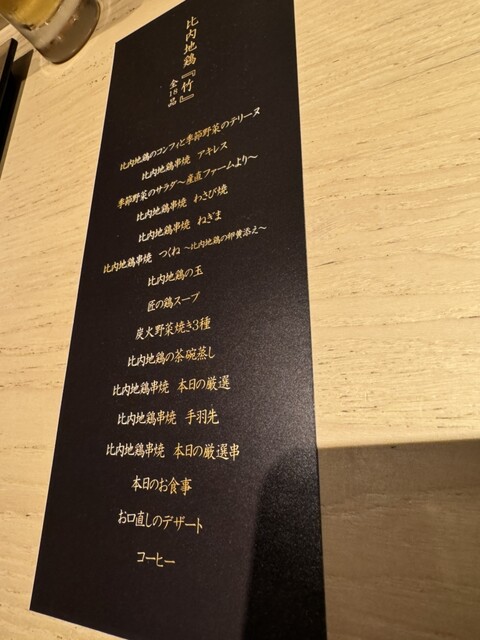 比内地鶏『竹』
全18品
比内地鶏のコンフィと季節野菜のテリーヌ
比内地鶏串焼 アキレス
季節野菜のサラダ～産直ファームより～
比内地鶏串焼 わさび焼
比内地鶏串焼 ねぎま
比内地鶏串焼 つくね ～比内地鶏の卵黄添え～
比内地鶏の玉
匠の鶏スープ
炭火野菜焼き3種
比内地鶏の茶碗蒸し
比内地鶏串焼 本日の厳選
比内地鶏串焼 手羽先
比内地鶏串焼 本日の厳選串
本日のお食事
お口直しのデザート
コーヒー